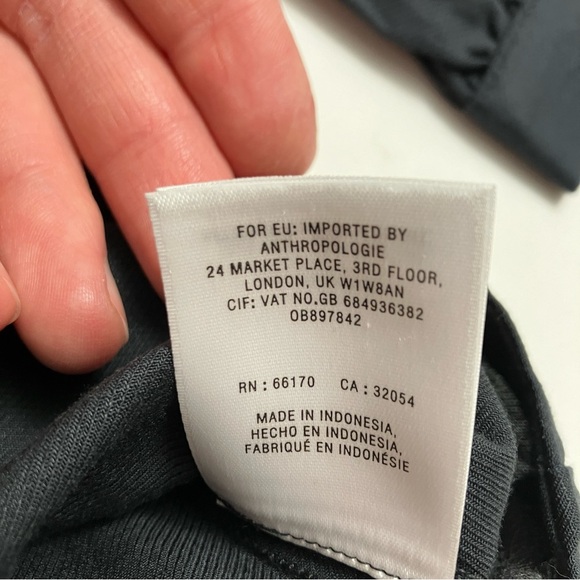 FOR EU: IMPORTED BY
ANTHROPOLOGIE
24 MARKET PLACE, 3RD FLOOR,
LONDON, UK W1W8AN
CIF: VAT NO.GB 684936382
OB897842
RN : 66170 CA : 32054
MADE IN INDONESIA,
HECHO EN INDONESIA,
FABRIQUÉ EN INDONÉSIE